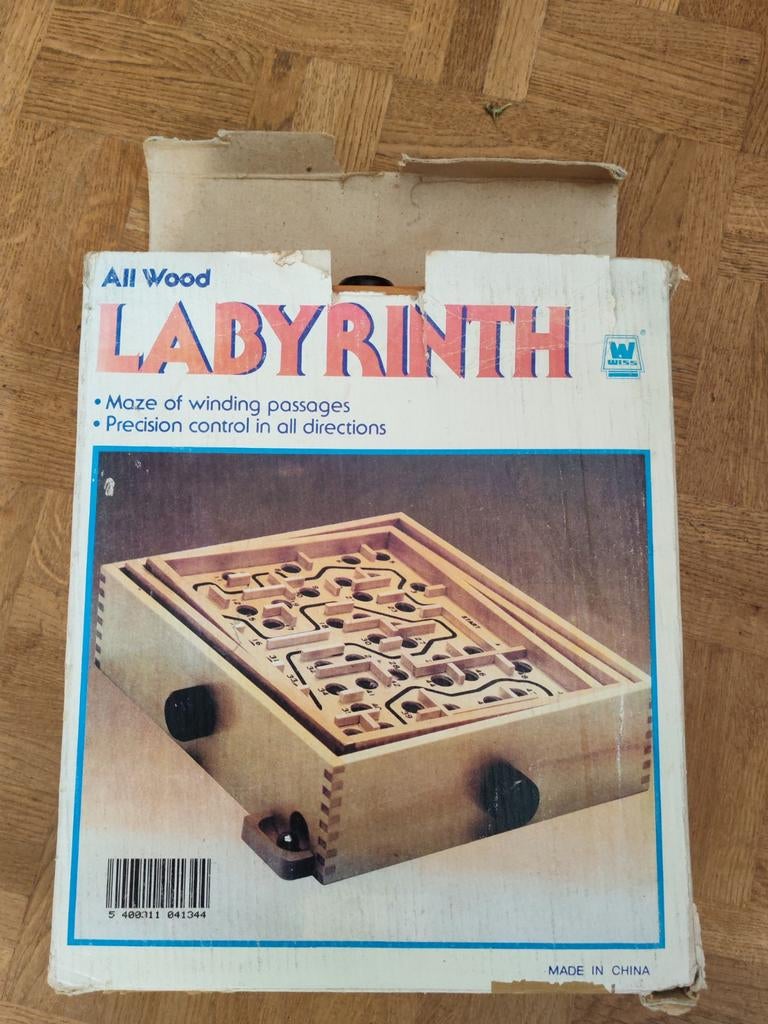 All Wood
LABYRINTH
W
WISS
• Maze of winding passages
• Precision control in all directions
START
5 400311 041344
MADE IN CHINA